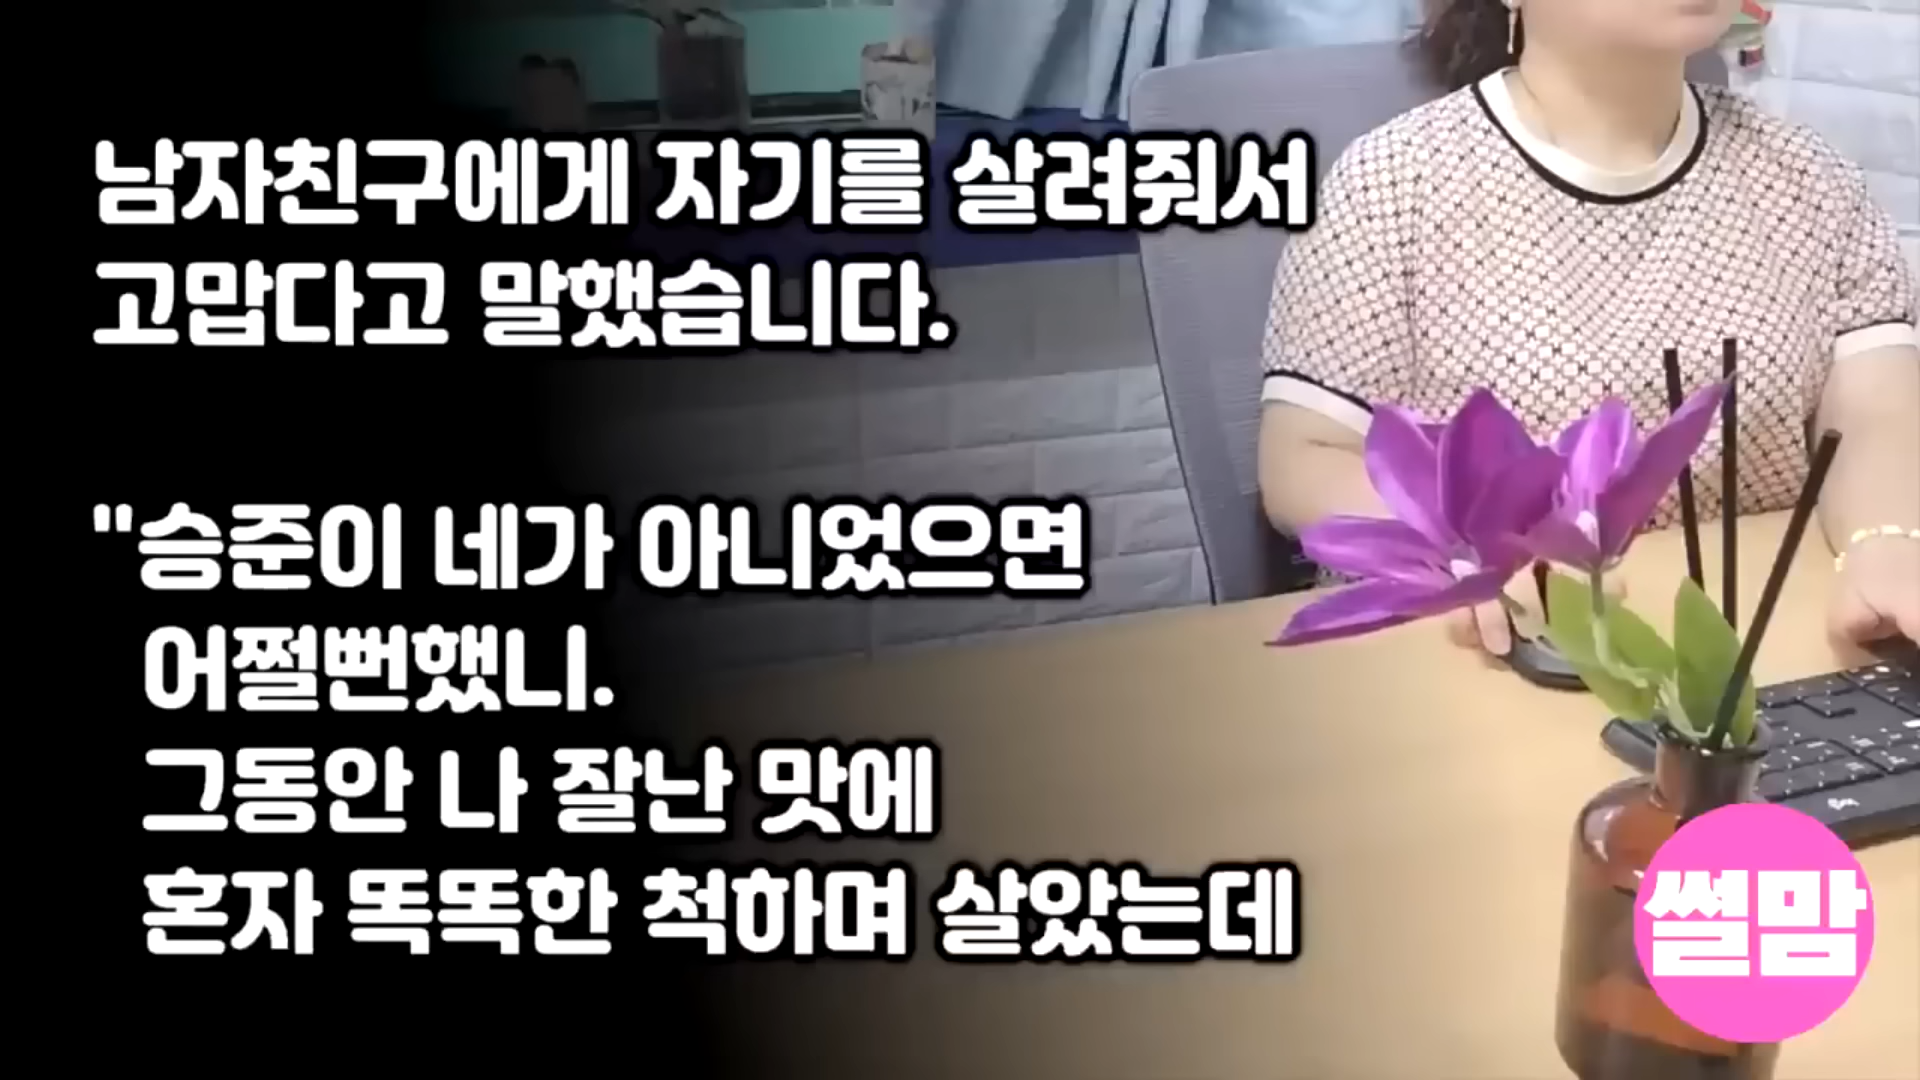 남자친구에게 자기를 살려줘서
고맙다고 말했습니다.
"승준이 네가 아니었으면
어쩔뻔했니.
그동안 나 잘난 맛에
혼자 똑똑한 척하며 살았는데
썰맘